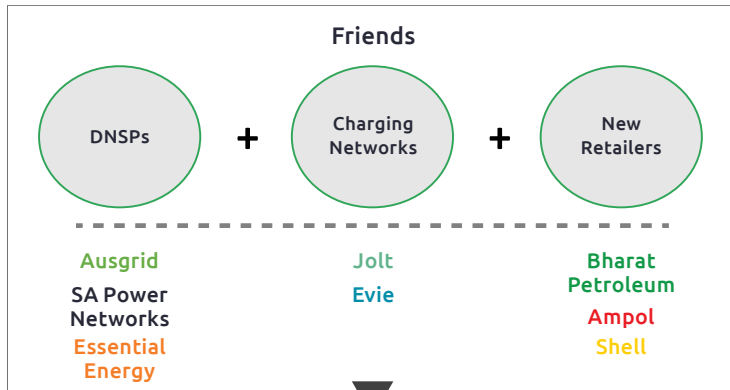 Friends
DNSPs
+
Charging
Networks
+
New
Retailers
Ausgrid
SA Power
Networks
Essential
Energy
Jolt
Evie
Bharat
Petroleum
Ampol
Shell